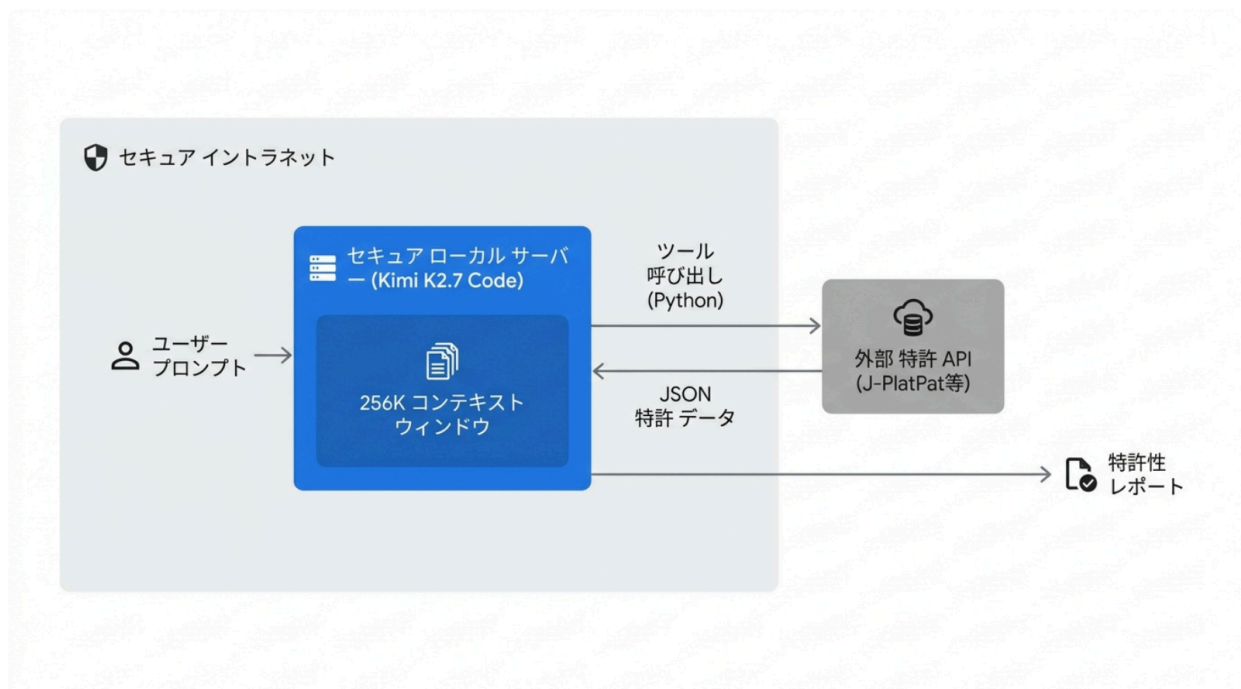 セキュア イントラネット
セキュア ローカル サーバ
ー (Kimi K2.7 Code)
256K コンテキスト
ウィンドウ
ユーザー
プロンプト
ツール
呼び出し
(Python)
JSON
特許 データ
外部 特許 API
(J-PlatPat等)
特許性
レポート